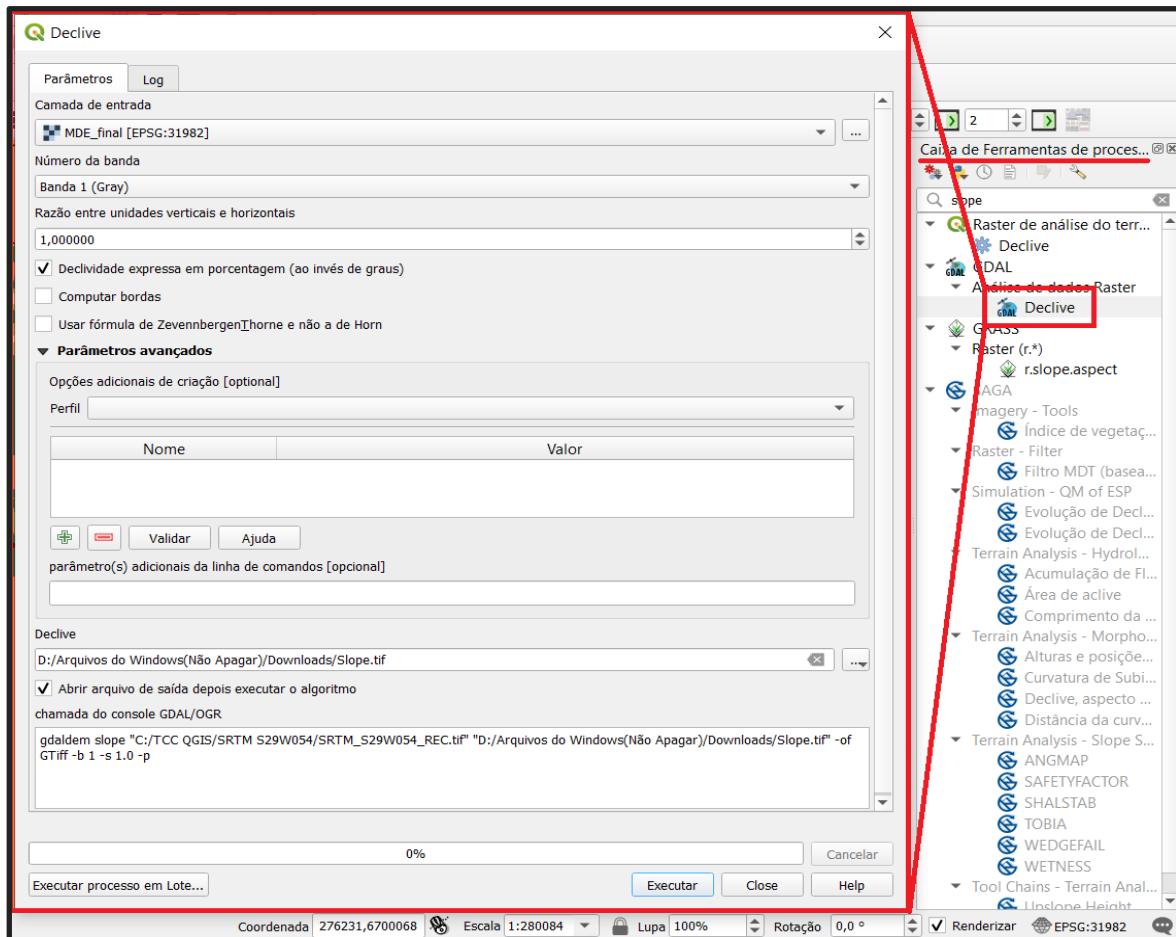 Declive
Parâmetros
Log
Camada de entrada
MDE_final [EPSG:31982]
...
Número da banda
Banda 1 (Gray)
Razão entre unidades verticais e horizontais
1,000000
Declividade expressa em porcentagem (ao invés de graus)
Computar bordas
Usar fórmula de ZevennbergenThorne e não a de Horn
Parâmetros avançados
Opções adicionais de criação [optional]
Perfil
Nome Valor
Validar Ajuda
parâmetro(s) adicionais da linha de comandos [opcional]
Declive
D:/Arquivos do Windows(Não Apagar)/Downloads/Slope.tif
...
Abrir arquivo de saída depois executar o algoritmo
chamada do console GDAL/OGR
gdaldem slope "C:/TCC QGIS/SRTM S29W054/SRTM_S29W054_REC.tif" "D:/Arquivos do Windows(Não Apagar)/Downloads/Slope.tif" -of
GTiff -b 1 -s 1.0 -p
0%
Cancelar
Executar processo em Lote...
Executar Close Help
2
Caixa de Ferramentas de proces...
slope
Raster de análise do terr...
Declive
GDAL
Análise de dados Raster
GDAL Declive
GRASS
Raster (r.*)
r.slope.aspect
SAGA
Imagery - Tools
Índice de vegetaç...
Raster - Filter
Filtro MDT (basea...
Simulation - QM of ESP
Evolução de Decl...
Evolução de Decl...
Terrain Analysis - Hydrol...
Acumulação de Fl...
Área de aclive
Comprimento da ...
Terrain Analysis - Morpho...
Alturas e posiçõe...
Curvatura de Subi...
Declive, aspecto ...
Distância da curv...
Terrain Analysis - Slope S...
ANGMAP
SAFETYFACTOR
SHALSTAB
TOBIA
WEDGEFAIL
WETNESS
Tool Chains - Terrain Anal...
Upslope Height
Coordenada 276231,6700068 Escala 1:280084 Lupa 100% Rotação 0,0 ° Renderizar EPSG:31982